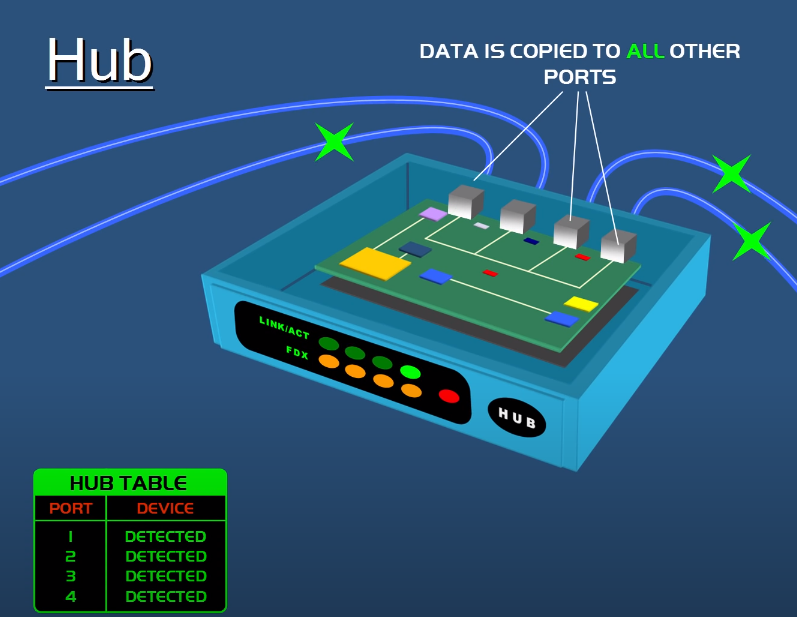 Hub
DATA IS COPIED TO ALL OTHER
PORTS
LINK/ACT
FDX
HUB
HUB TABLE
PORT DEVICE
1 DETECTED
2 DETECTED
3 DETECTED
4 DETECTED